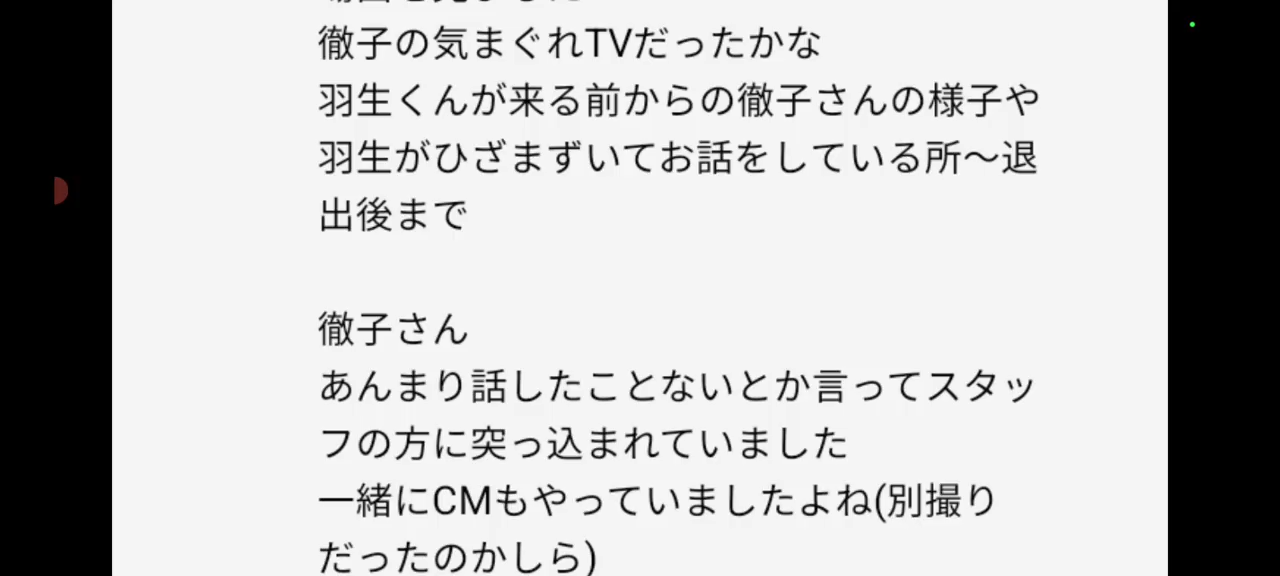 徹子の気まぐれTVだったかな
羽生くんが来る前からの徹子さんの様子や
羽生がひざまずいてお話をしている所〜退
出後まで
徹子さん
あんまり話したことないとか言ってスタッ
フの方に突っ込まれていました
一緒にCMもやっていましたよね(別撮り
だったのかしら)